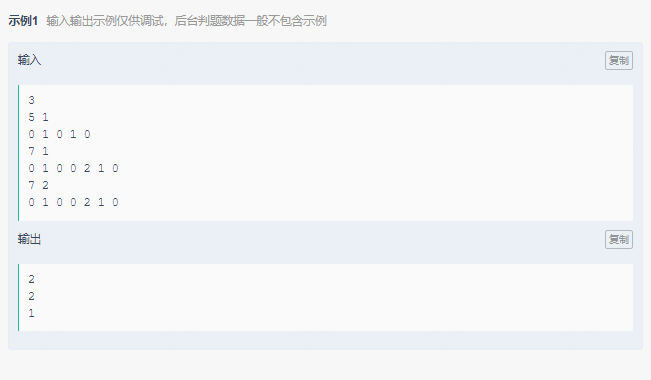 示例1 输入输出示例仅供调试，后台判题数据一般不包含示例
输入
复制
3
5 1
0 1 0 1 0
7 1
0 1 0 0 2 1 0
7 2
0 1 0 0 2 1 0
输出
复制
2
2
1